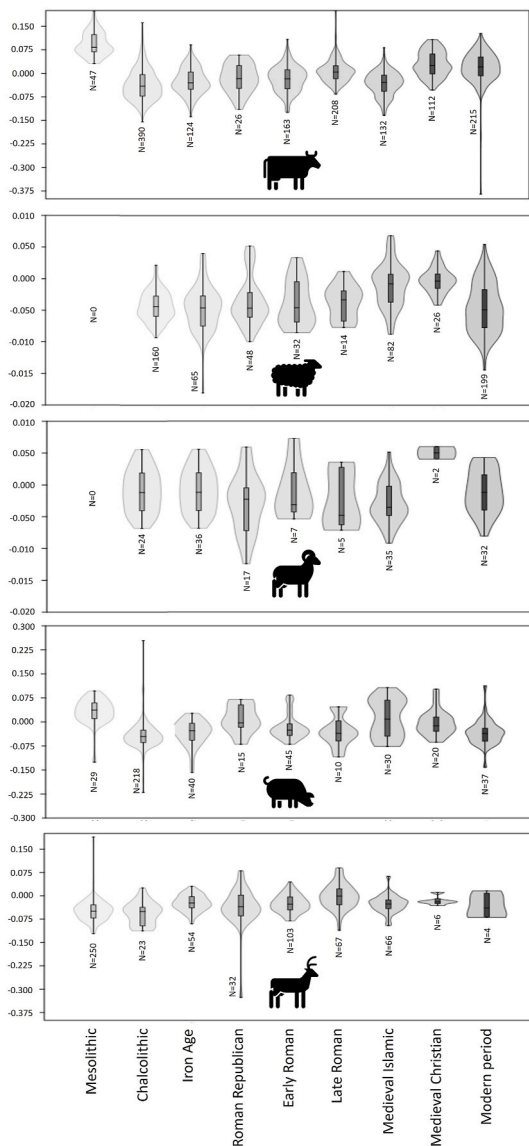 0.150
0.075
0.000
-0.075
-0.150
-0.225
-0.300
-0.375
N=47
N=390
N=124
N=26
N=163
N=208
N=132
N=112
N=215
0.010
0.005
0.000
-0.005
-0.010
-0.015
-0.020
N=0
N=160
N=65
N=48
N=32
N=14
N=82
N=26
N=199
0.010
0.005
0.000
-0.005
-0.010
-0.015
-0.020
N=0
N=24
N=36
N=17
N=7
N=5
N=35
N=2
N=32
0.300
0.225
0.150
0.075
0.000
-0.075
-0.150
-0.225
-0.300
N=29
N=218
N=40
N=15
N=45
N=10
N=30
N=20
N=37
0.150
0.075
0.000
-0.075
-0.150
-0.225
-0.300
-0.375
N=250
N=23
N=54
N=32
N=103
N=67
N=66
N=6
N=4
Mesolithic
Chalcolithic
Iron Age
Roman Republican
Early Roman
Late Roman
Medieval Islamic
Medieval Christian
Modern period